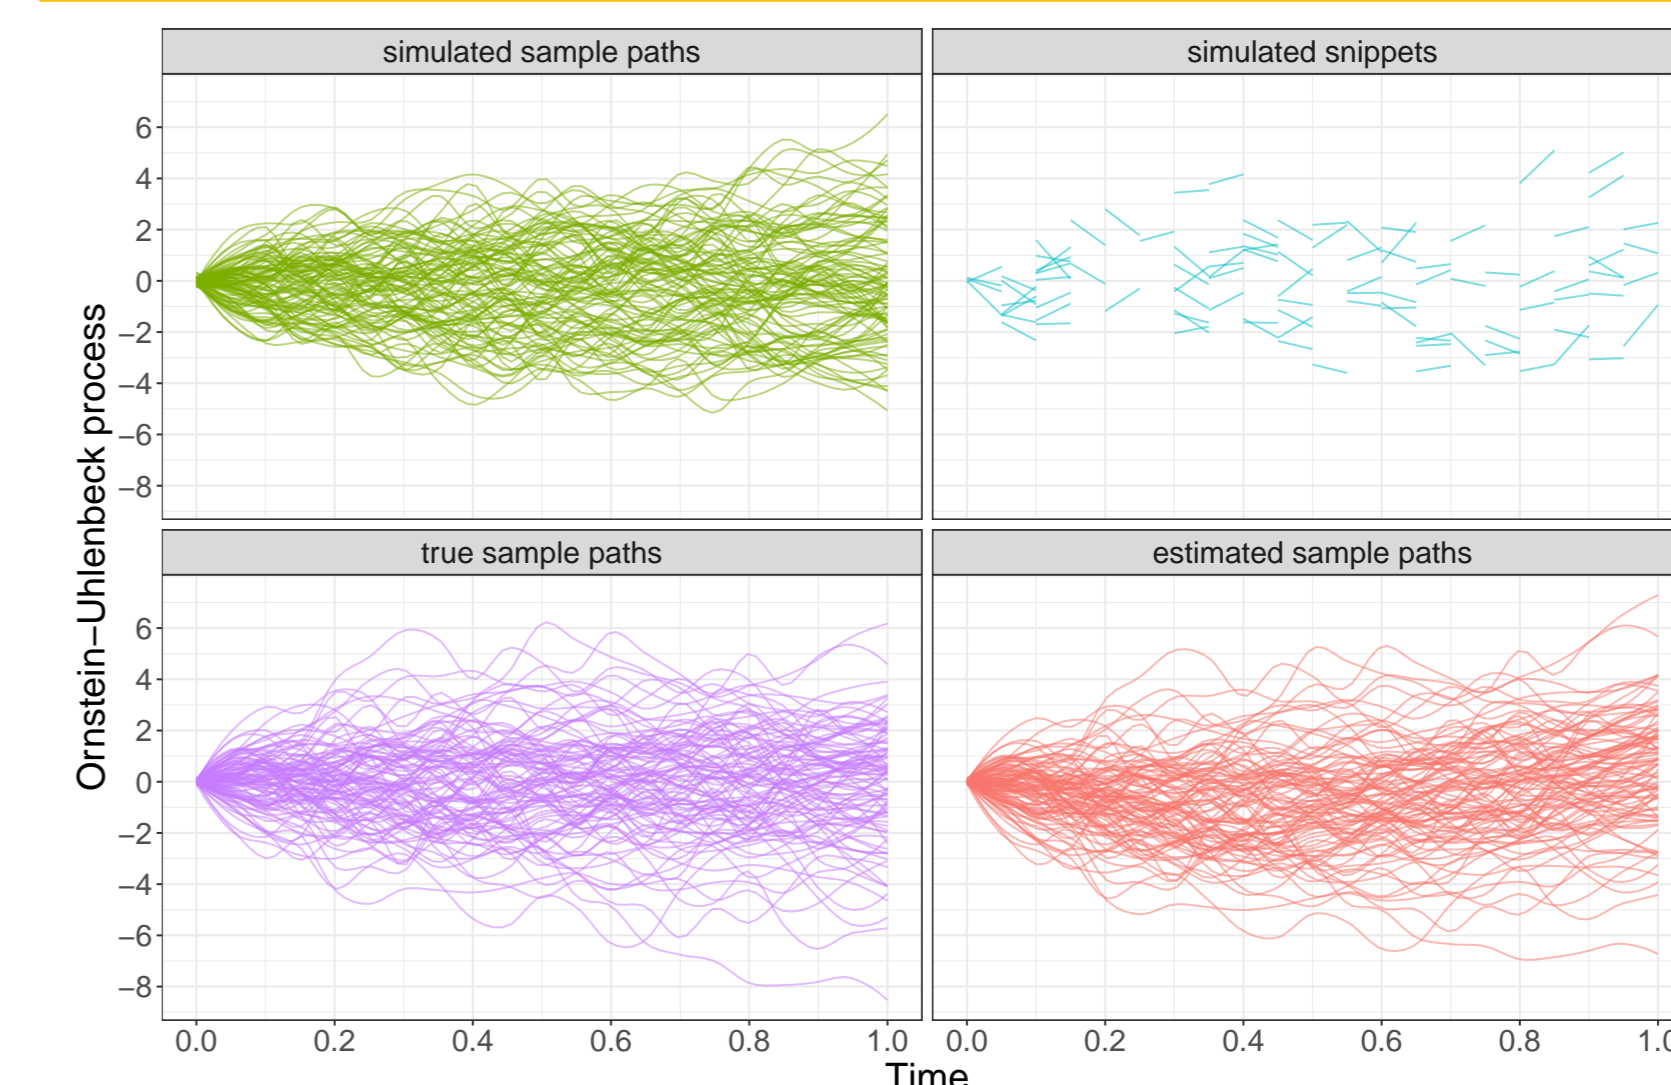 simulated sample paths
simulated snippets
6
4
2
0
−2
−4
−6
−8
true sample paths
estimated sample paths
6
4
2
0
−2
−4
−6
−8
Ornstein−Uhlenbeck process
0.0 0.2 0.4 0.6 0.8 1.0
0.0 0.2 0.4 0.6 0.8 1.0
Time